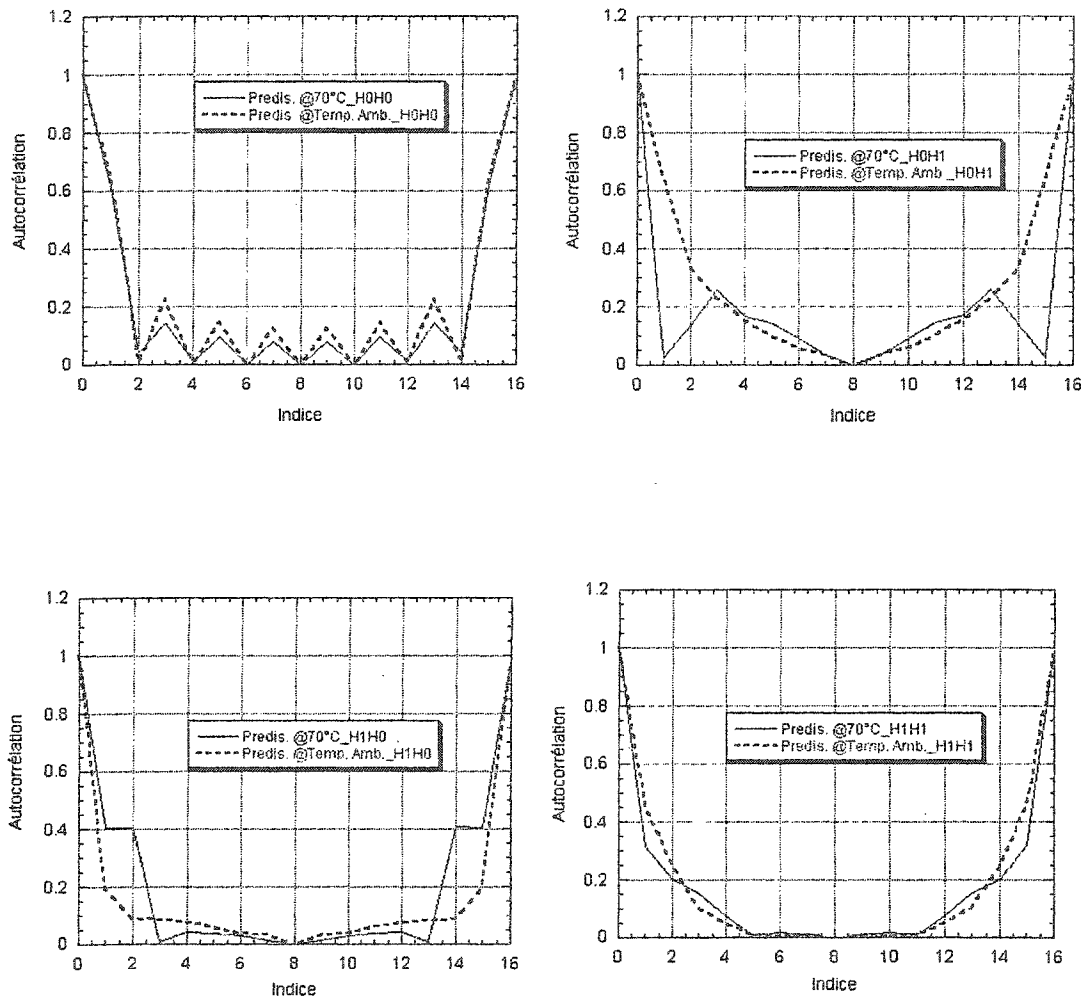 1.2
1
0.8
0.6
0.4
0.2
0
Autocorrélation
Predis. @70°C_H0H0
Predis. @Temp. Amb._H0H0
0 2 4 6 8 10 12 14 16
Indice
1.2
1
0.8
0.6
0.4
0.2
0
Autocorrélation
Predis. @70°C_H0H1
Predis. @Temp. Amb._H0H1
0 2 4 6 8 10 12 14 16
Indice
1.2
1
0.8
0.6
0.4
0.2
0
Autocorrélation
Predis. @70°C_H1H0
Predis. @Temp. Amb._H1H0
0 2 4 6 8 10 12 14 16
Indice
1.2
1
0.8
0.6
0.4
0.2
0
Autocorrélation
Predis. @70°C_H1H1
Predis. @Temp. Amb._H1H1
0 2 4 6 8 10 12 14 16
Indice